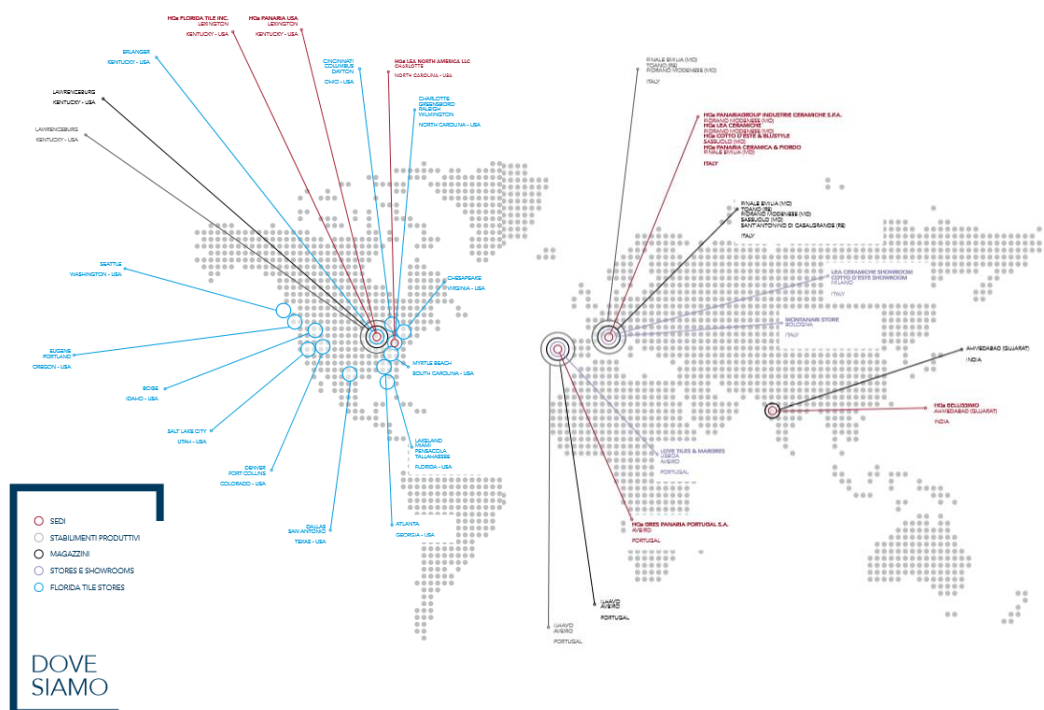 HQs FLORIDA TILE INC.
LEXINGTON
KENTUCKY - USA
HQs PANARIA USA
LEXINGTON
KENTUCKY - USA
ERLANGER
KENTUCKY - USA
LAWRENCEBURG
KENTUCKY - USA
LAWRENCEBURG
KENTUCKY - USA
CINCINNATI
COLUMBUS
DAYTON
OHIO - USA
HQs LEA NORTH AMERICA LLC
CHARLOTTE
NORTH CAROLINA - USA
CHARLOTTE
GREENSBORO
RALEIGH
WILMINGTON
NORTH CAROLINA - USA
FINALE EMILIA (MO)
TOANO (RE)
FIORANO MODENESE (MO)
ITALY
HQs PANARIAGROUP INDUSTRIE CERAMICHE S.P.A.
FIORANO MODENESE (MO)
HQs LEA CERAMICHE
FIORANO MODENESE (MO)
HQs COTTO D'ESTE & BLUSTYLE
SASSUOLO (MO)
HQs PANARIA CERAMICA & FIORDO
FINALE EMILIA (MO)
ITALY
FINALE EMILIA (MO)
TOANO (RE)
FIORANO MODENESE (MO)
SASSUOLO (MO)
SANT'ANTONINO DI CASALGRANDE (RE)
ITALY
SEATTLE
WASHINGTON - USA
CHESAPEAKE
VIRGINIA - USA
LEA CERAMICHE SHOWROOM
COTTO D'ESTE SHOWROOM
MILANO
ITALY
MONTANARI STORE
BOLOGNA
ITALY
EUGENE
PORTLAND
OREGON - USA
AHMEDABAD (GUJARAT)
INDIA
MYRTLE BEACH
SOUTH CAROLINA - USA
BOISE
IDAHO - USA
HQs BELLISSIMO
AHMEDABAD (GUJARAT)
INDIA
SALT LAKE CITY
UTAH - USA
LAKELAND
MIAMI
PENSACOLA
TALLAHASSEE
FLORIDA - USA
LOVE TILES & MARGRES
LISBOA
AVEIRO
PORTUGAL
DENVER
FORT COLLINS
COLORADO - USA
DALLAS
SAN ANTONIO
TEXAS - USA
ATLANTA
GEORGIA - USA
HQs GRES PANARIA PORTUGAL S.A.
AVEIRO
PORTUGAL
ILHAVO
AVEIRO
PORTUGAL
ILHAVO
AVEIRO
PORTUGAL
SEDI
STABILIMENTI PRODUTTIVI
MAGAZZINI
STORES E SHOWROOMS
FLORIDA TILE STORES
DOVE
SIAMO